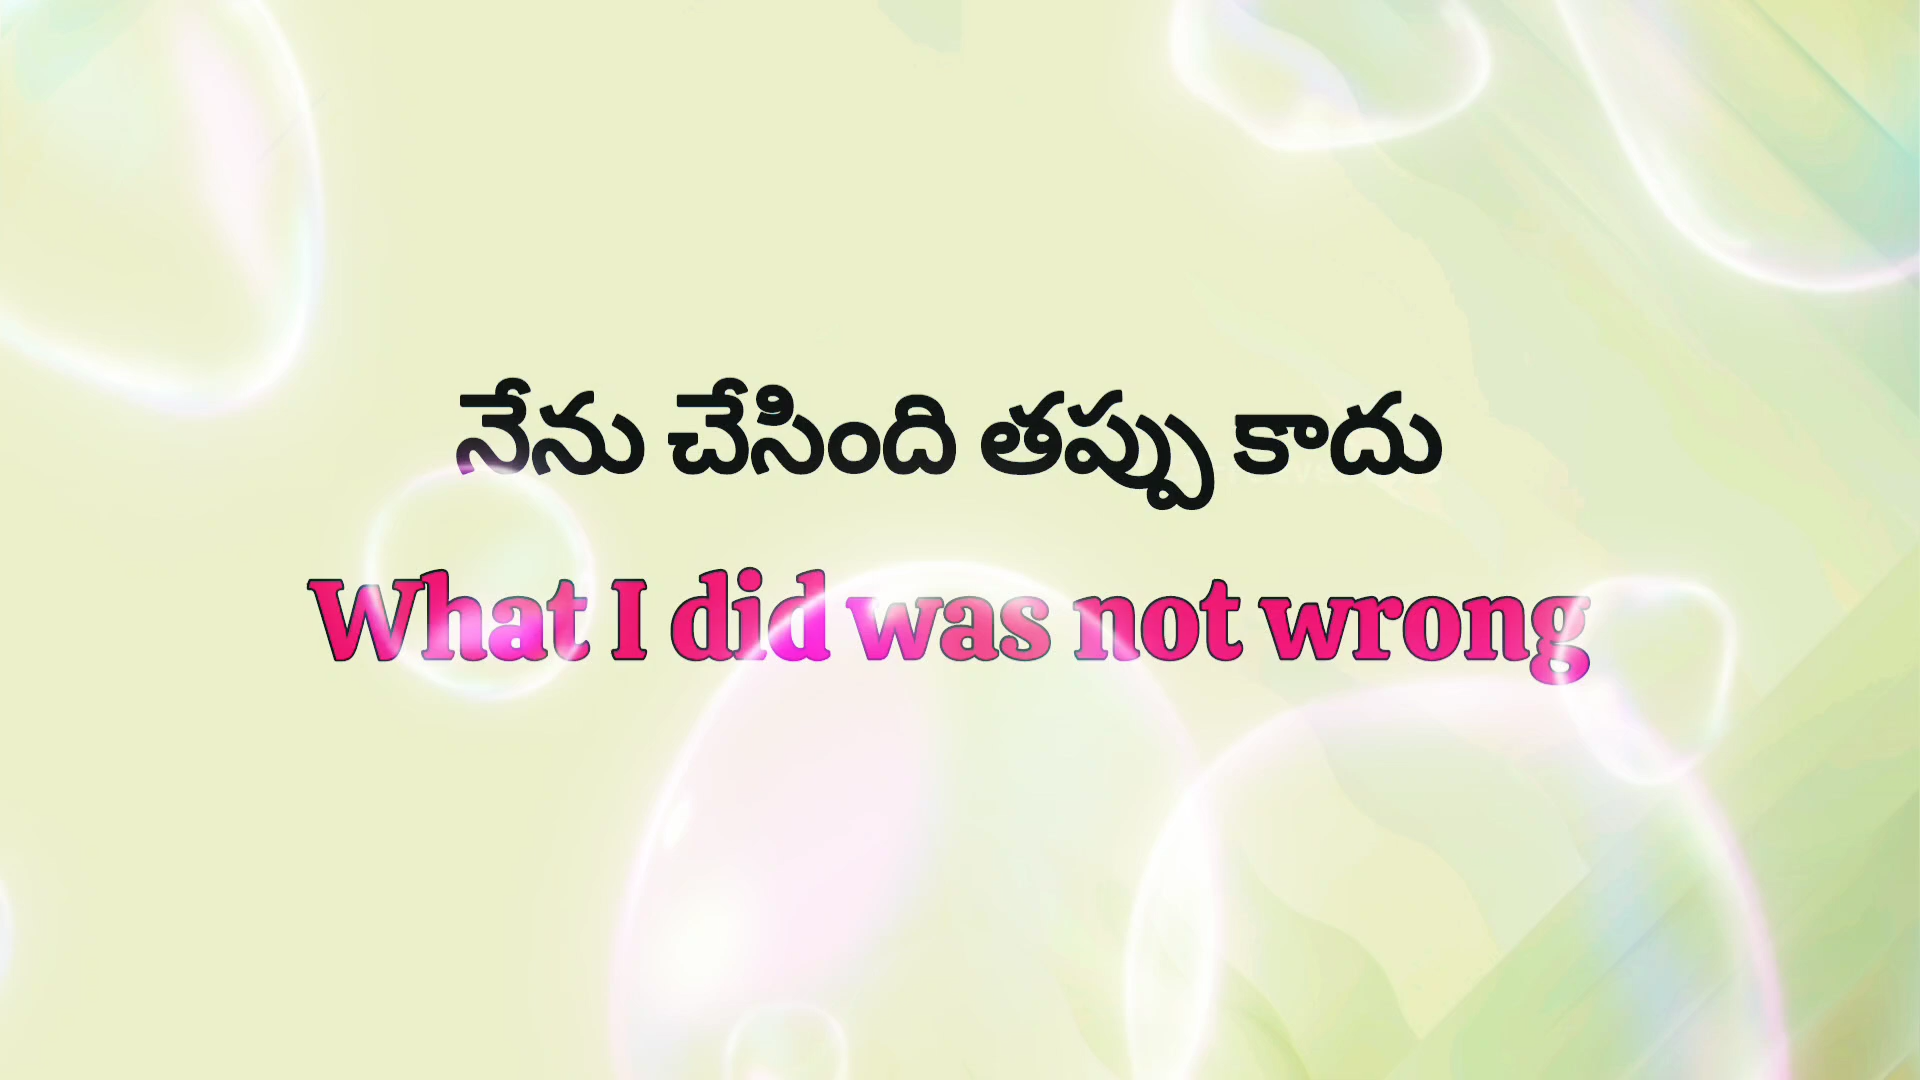 నేను చేసింది తప్పు కాదు
What I did was not wrong